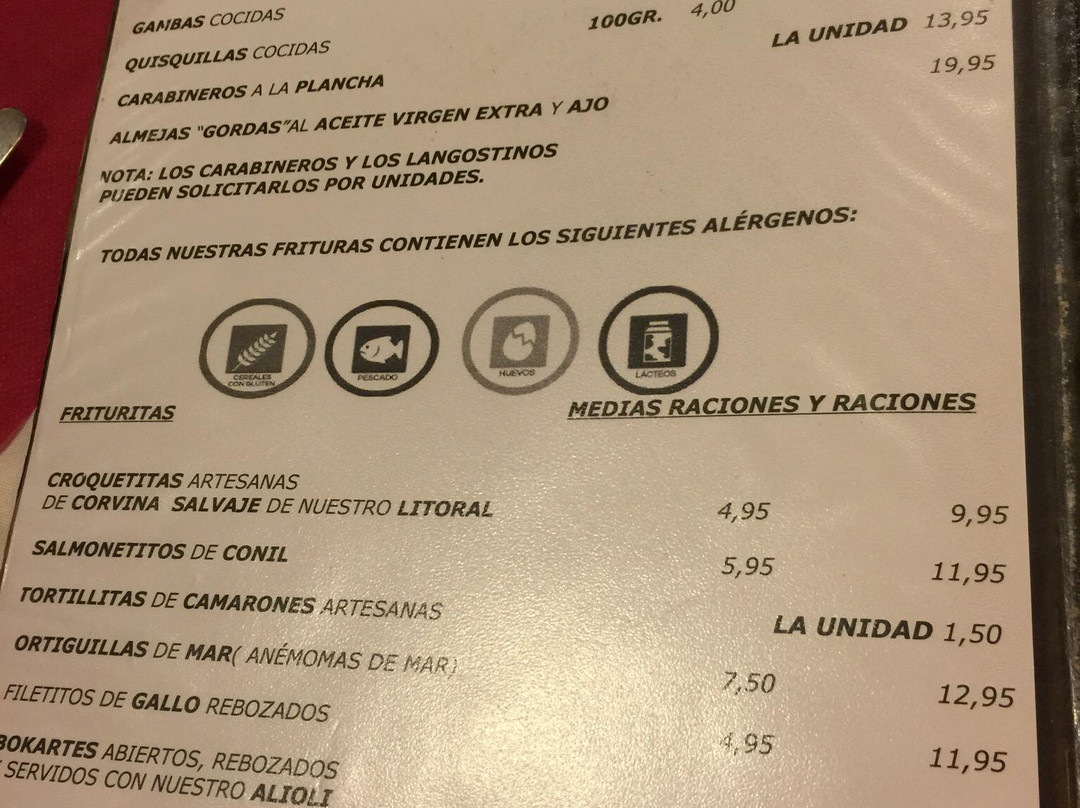 GAMBAS COCIDAS
100GR. 4,00
QUISQUILLAS COCIDAS
LA UNIDAD 13,95
CARABINEROS A LA PLANCHA
19,95
ALMEJAS "GORDAS"AL ACEITE VIRGEN EXTRA Y AJO
NOTA: LOS CARABINEROS Y LOS LANGOSTINOS
PUEDEN SOLICITARLOS POR UNIDADES.
TODAS NUESTRAS FRITURAS CONTIENEN LOS SIGUIENTES ALÉRGENOS:
CEREALES
CON GLUTEN
PESCADO
HUEVOS
LÁCTEOS
FRITURITAS
MEDIAS RACIONES Y RACIONES
CROQUETITAS ARTESANAS
DE CORVINA SALVAJE DE NUESTRO LITORAL
4,95 9,95
SALMONETITOS DE CONIL
5,95 11,95
TORTILLITAS DE CAMARONES ARTESANAS
LA UNIDAD 1,50
ORTIGUILLAS DE MAR( ANÉMOMAS DE MAR)
7,50 12,95
FILETITOS DE GALLO REBOZADOS
4,95 11,95
BOKARTES ABIERTOS, REBOZADOS
Y SERVIDOS CON NUESTRO ALIOLI